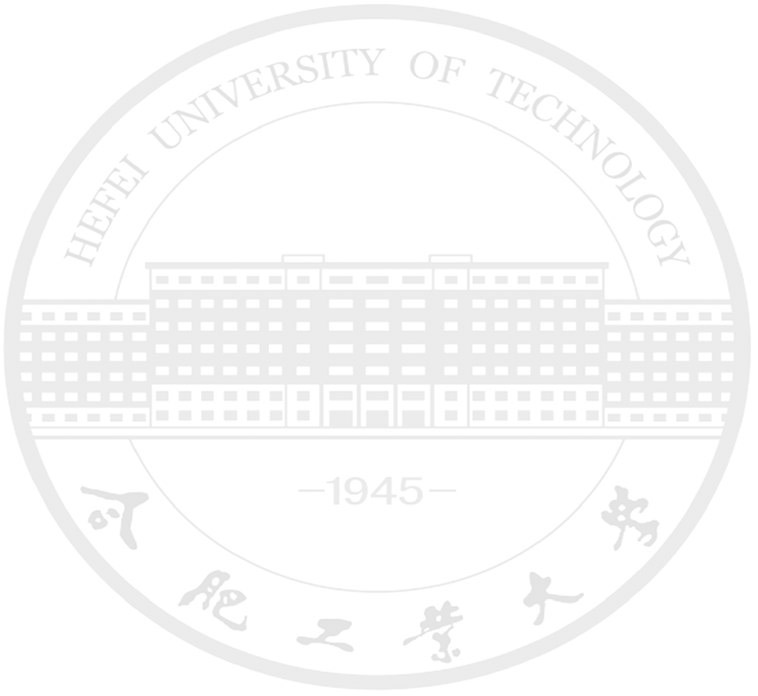 HEFEI UNIVERSITY OF TECHNOLOGY
-1945-
合肥工业大学